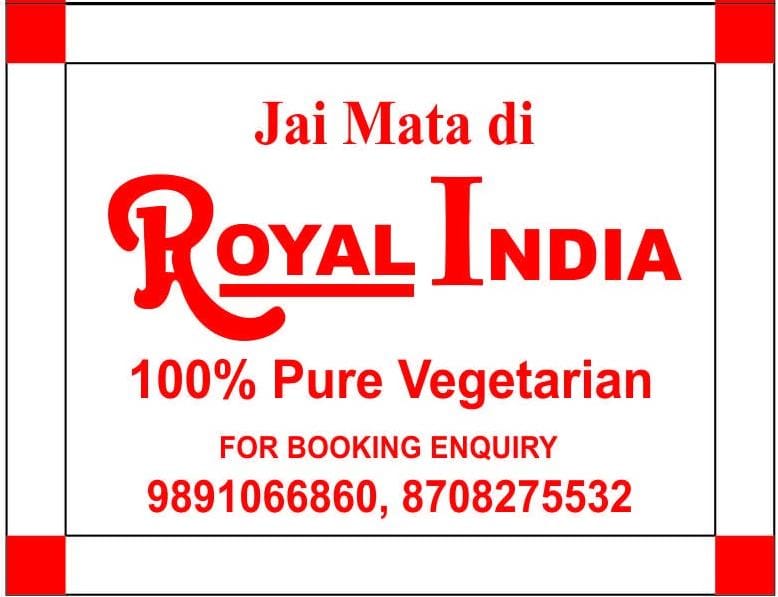 Jai Mata di
ROYAL INDIA
100% Pure Vegetarian
FOR BOOKING ENQUIRY
9891066860, 8708275532